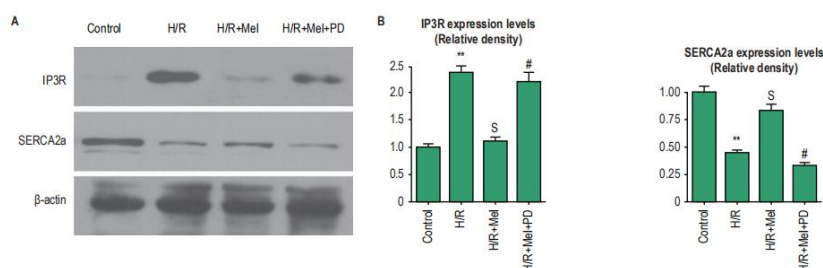 A
Control H/R H/R+Mel H/R+Mel+PD
IP3R
SERCA2a
β-actin
B
IP3R expression levels
(Relative density)
2.5
2.0
1.5
1.0
0.5
0
**
S
#
Control
H/R
H/R+Mel
H/R+Mel+PD
SERCA2a expression levels
(Relative density)
1.00
0.75
0.50
0.25
0
**
S
#
Control
H/R
H/R+Mel
H/R+Mel+PD